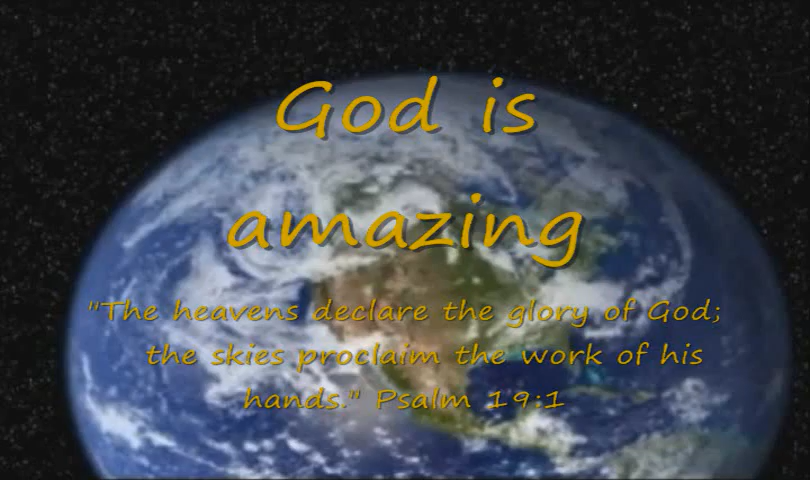 God is
amazing
"The heavens declare the glory of God;
the skies proclaim the work of his
hands." Psalm 19:1